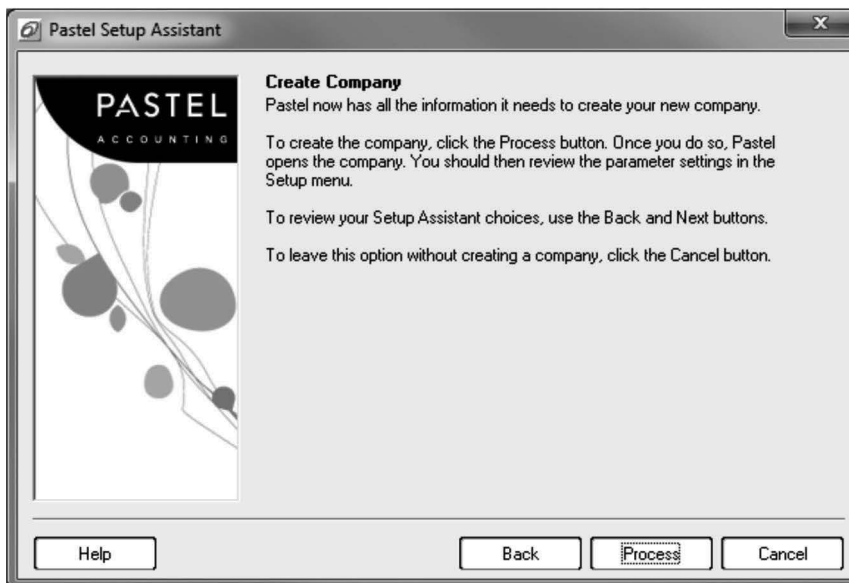 Pastel Setup Assistant
PASTEL
ACCOUNTING
Create Company
Pastel now has all the information it needs to create your new company.
To create the company, click the Process button. Once you do so, Pastel
opens the company. You should then review the parameter settings in the
Setup menu.
To review your Setup Assistant choices, use the Back and Next buttons.
To leave this option without creating a company, click the Cancel button.
Help
Back
Process
Cancel